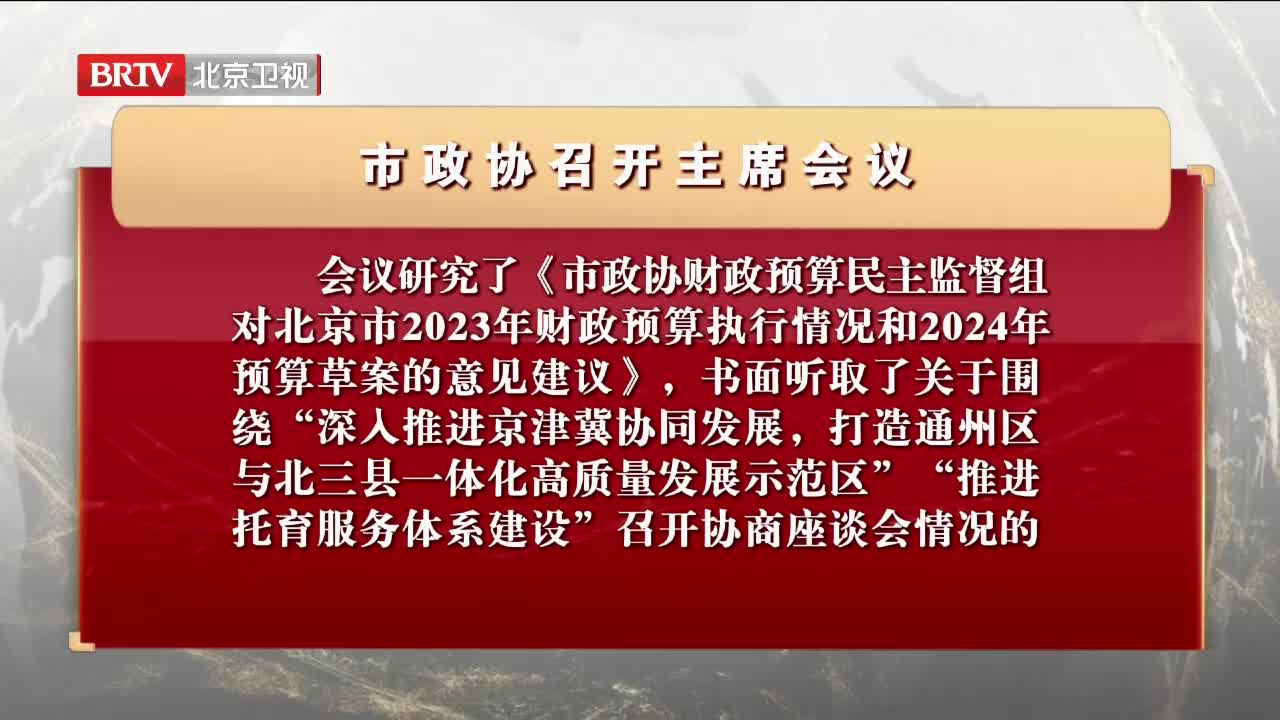 BRTV 北京卫视
市政协召开主席会议
会议研究了《市政协财政预算民主监督组
对北京市2023年财政预算执行情况和2024年
预算草案的意见建议》，书面听取了关于围
绕“深入推进京津冀协同发展，打造通州区
与北三县一体化高质量发展示范区”“推进
托育服务体系建设”召开协商座谈会情况的